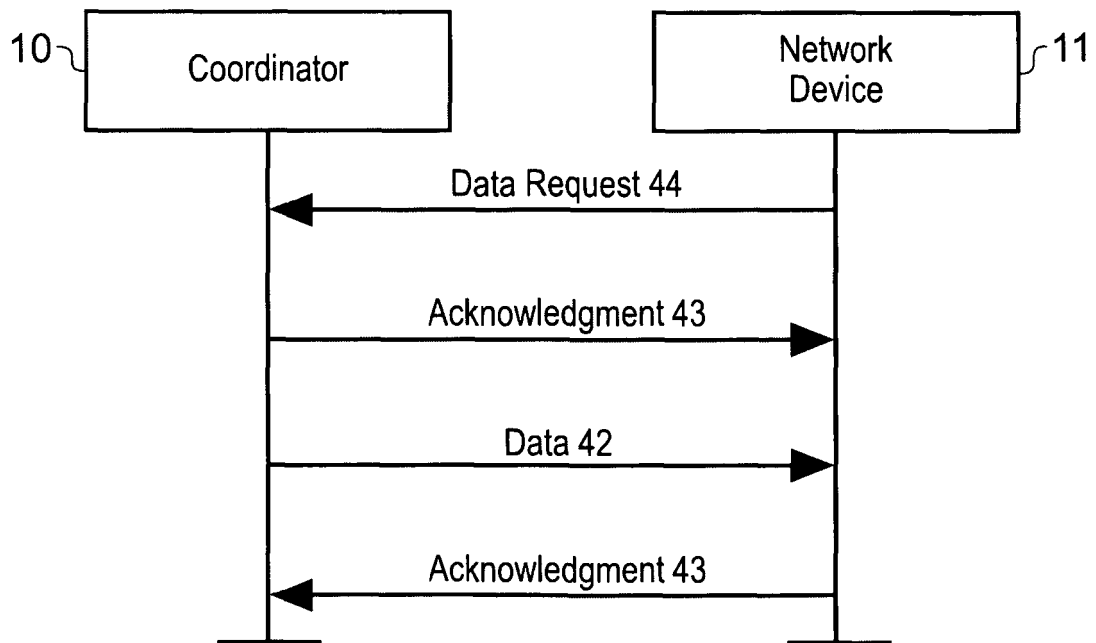 10
Coordinator
Network
Device
11
Data Request 44
Acknowledgment 43
Data 42
Acknowledgment 43